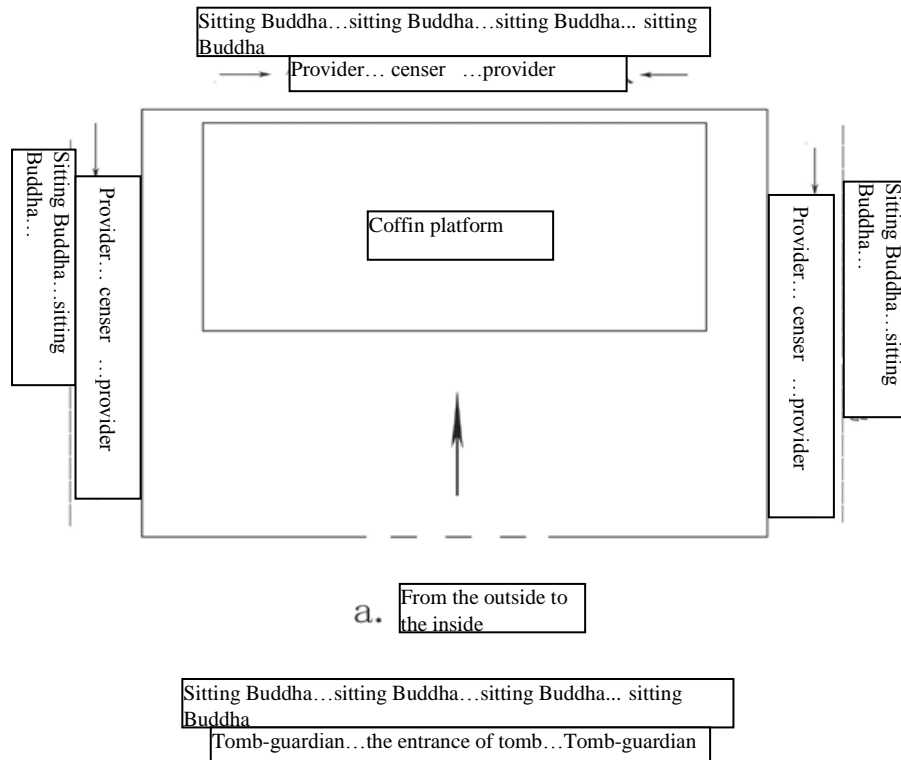 Sitting Buddha…sitting Buddha…sitting Buddha... sitting
Buddha
Provider… censer …provider
Sitting Buddha…sitting
Buddha…
Provider… censer …provider
Coffin platform
Provider… censer …provider
Sitting Buddha…sitting
Buddha…
a.
From the outside to
the inside
Sitting Buddha…sitting Buddha…sitting Buddha... sitting
Buddha
Tomb-guardian…the entrance of tomb…Tomb-guardian